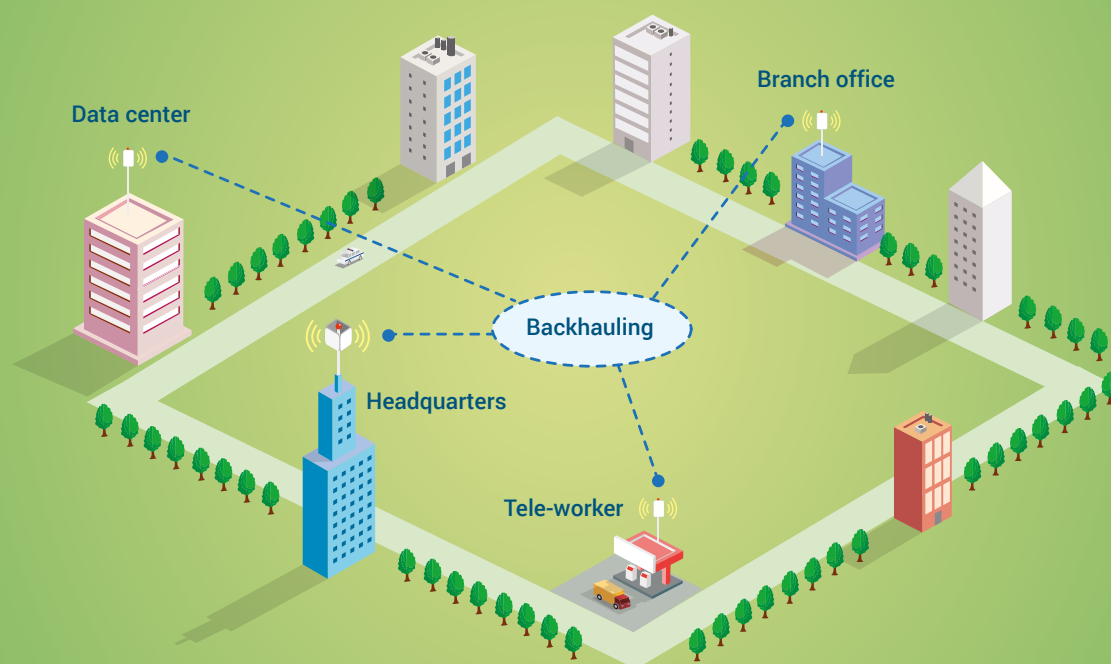 Branch office
Data center
Backhauling
Headquarters
Tele-worker